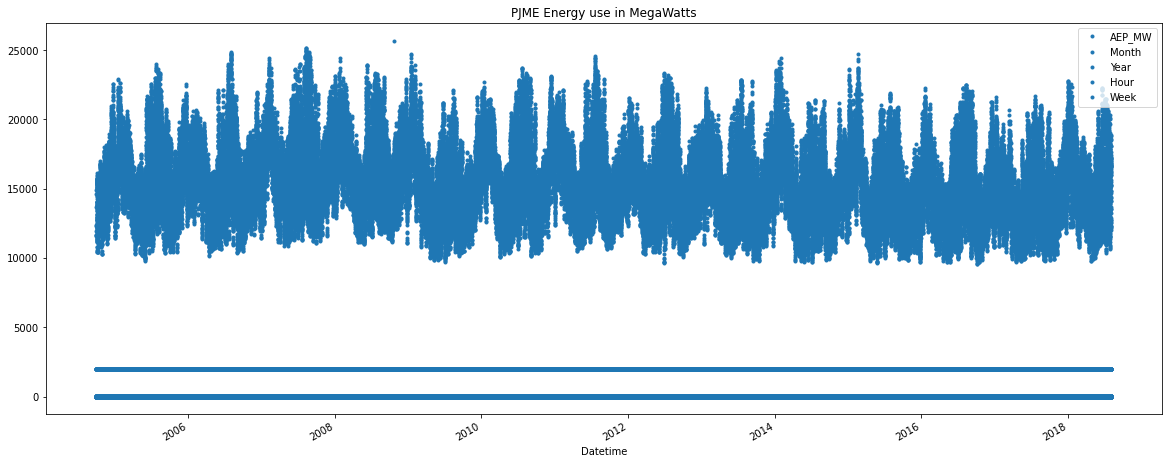 PJME Energy use in MegaWatts
AEP_MW
Month
Year
Hour
Week
25000
20000
15000
10000
5000
0
2006
2008
2010
2012
2014
2016
2018
Datetime